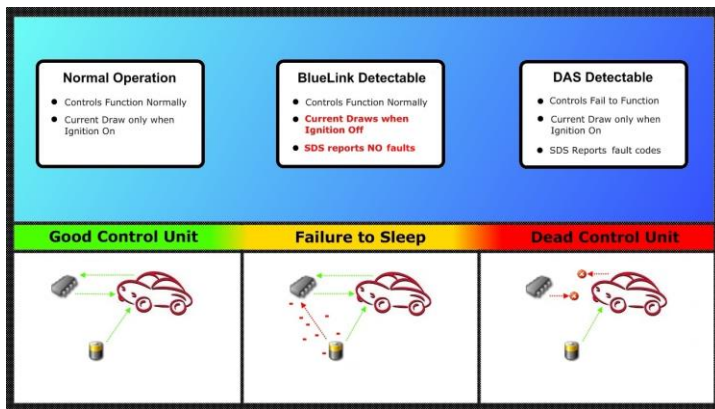 Normal Operation
Controls Function Normally
Current Draw only when
Ignition On
BlueLink Detectable
Controls Function Normally
Current Draws when
Ignition Off
SDS reports NO faults
DAS Detectable
Controls Fail to Function
Current Draw only when
Ignition On
SDS Reports fault codes
Good Control Unit
Failure to Sleep
Dead Control Unit